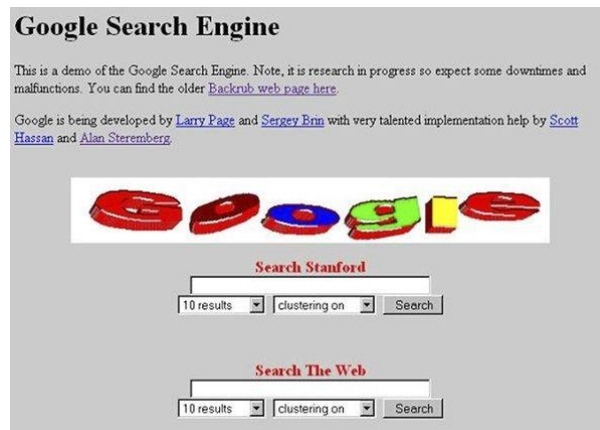 Google Search Engine
This is a demo of the Google Search Engine. Note, it is research in progress so expect some downtimes and
malfunctions. You can find the older Backrub web page here.
Google is being developed by Larry Page and Sergey Brin with very talented implementation help by Scott
Hassan and Alan Steremberg.
Google
Search Stanford
10 results clustering on Search
Search The Web
10 results clustering on Search